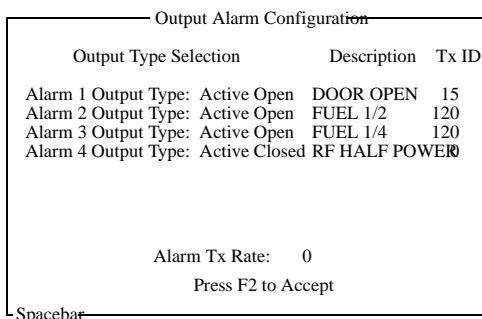 Output Alarm Configuration
Output Type Selection Description Tx ID
Alarm 1 Output Type: Active Open DOOR OPEN 15
Alarm 2 Output Type: Active Open FUEL 1/2 120
Alarm 3 Output Type: Active Open FUEL 1/4 120
Alarm 4 Output Type: Active Closed RF HALF POWER 0
Alarm Tx Rate: 0
Press F2 to Accept
Spacebar